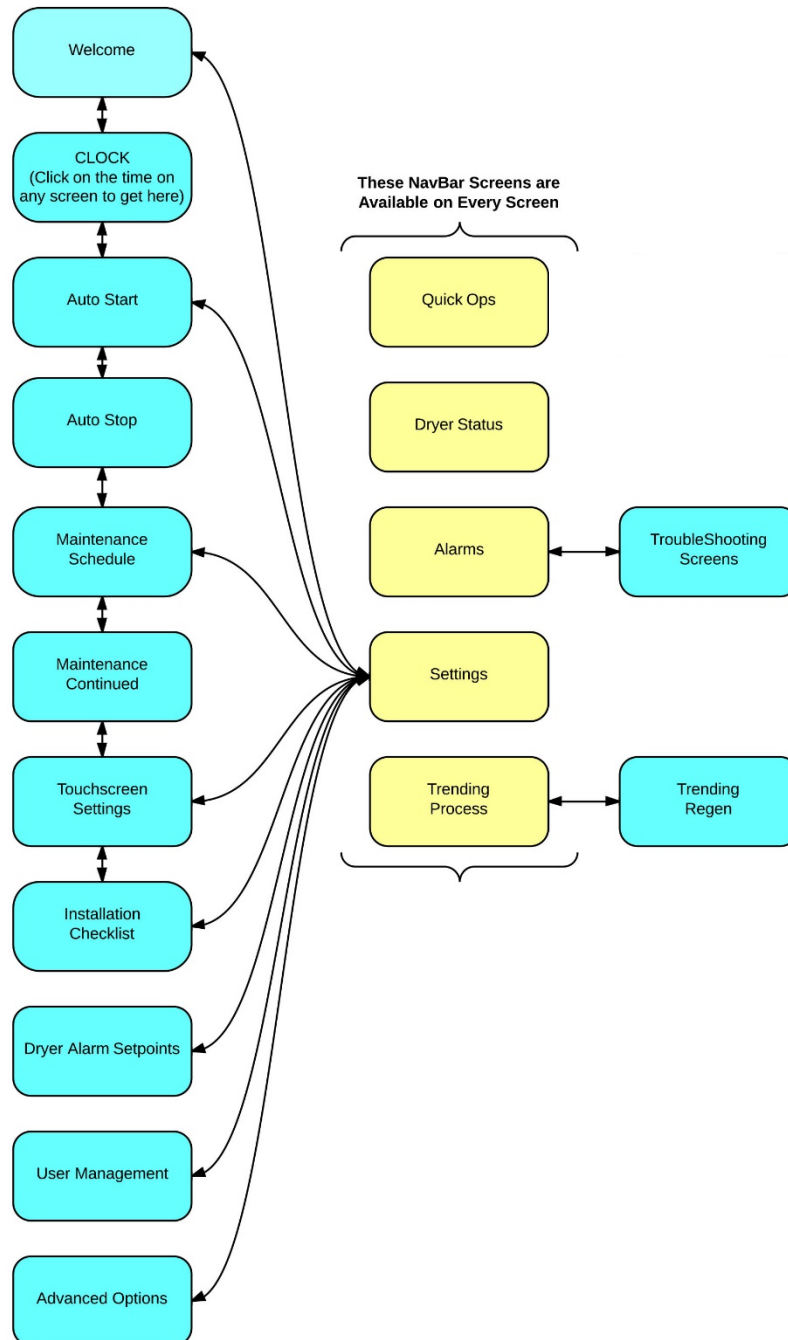 Welcome
CLOCK
(Click on the time on
any screen to get here)
Auto Start
Auto Stop
Maintenance
Schedule
Maintenance
Continued
Touchscreen
Settings
Installation
Checklist
Dryer Alarm Setpoints
User Management
Advanced Options
These NavBar Screens are
Available on Every Screen
Quick Ops
Dryer Status
Alarms
Settings
Trending
Process
TroubleShooting
Screens
Trending
Regen